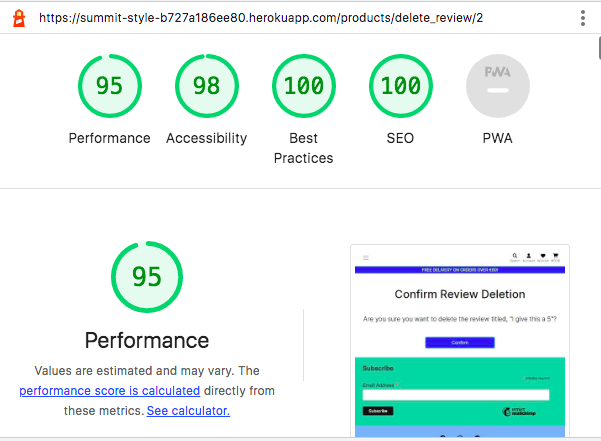 https://summit-style-b727a186ee80.herokuapp.com/products/delete_review/2
95
98
100
100
PWA
Performance
Accessibility
Best
Practices
SEO
PWA
95
Performance
Values are estimated and may vary. The
performance score is calculated directly from
these metrics. See calculator.
FREE DELIVERY ON ORDERS OVER €80!
Confirm Review Deletion
Are you sure you want to delete the review titled, "I give this a 5"?
Confirm
Subscribe
Email Address
Subscribe
intuit
mailchimp